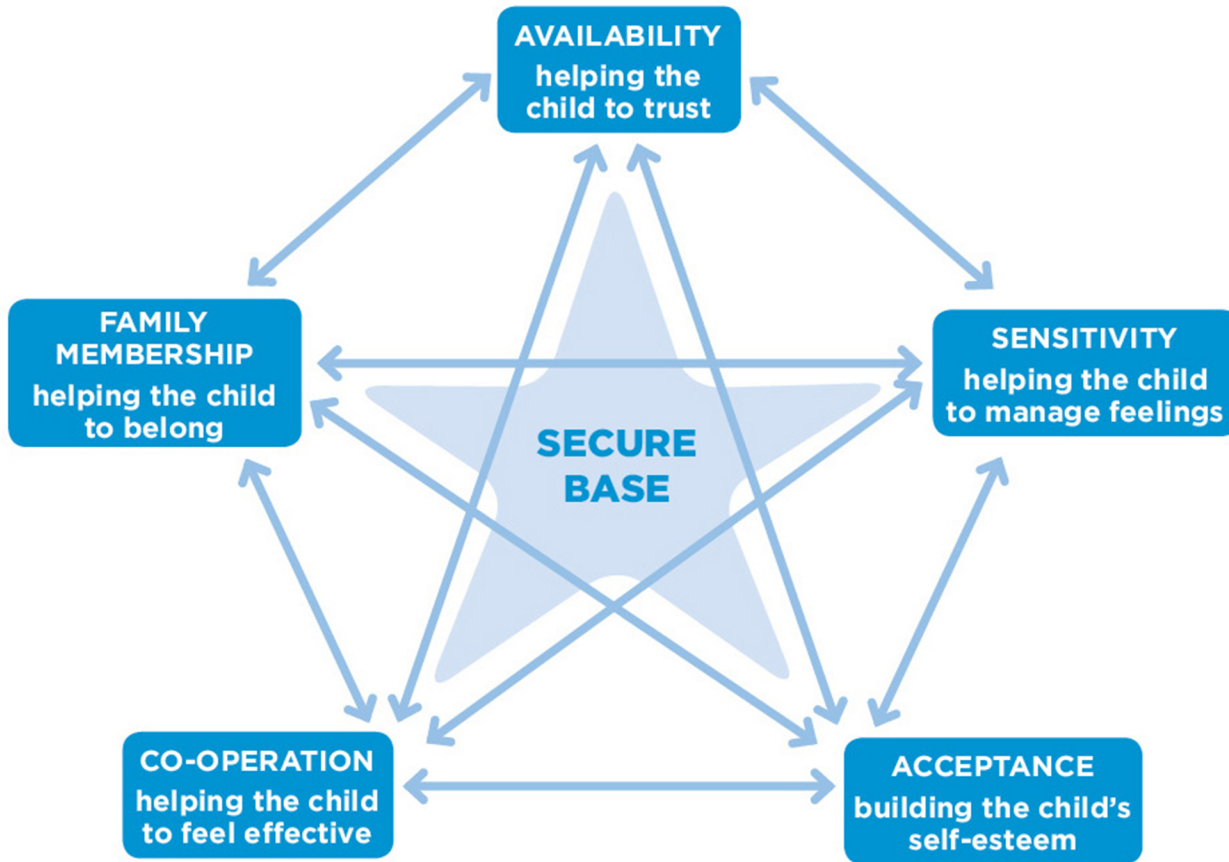 AVAILABILITY
helping the
child to trust
FAMILY
MEMBERSHIP
helping the child
to belong
SENSITIVITY
helping the child
to manage feelings
SECURE
BASE
CO-OPERATION
helping the child
to feel effective
ACCEPTANCE
building the child’s
self-esteem